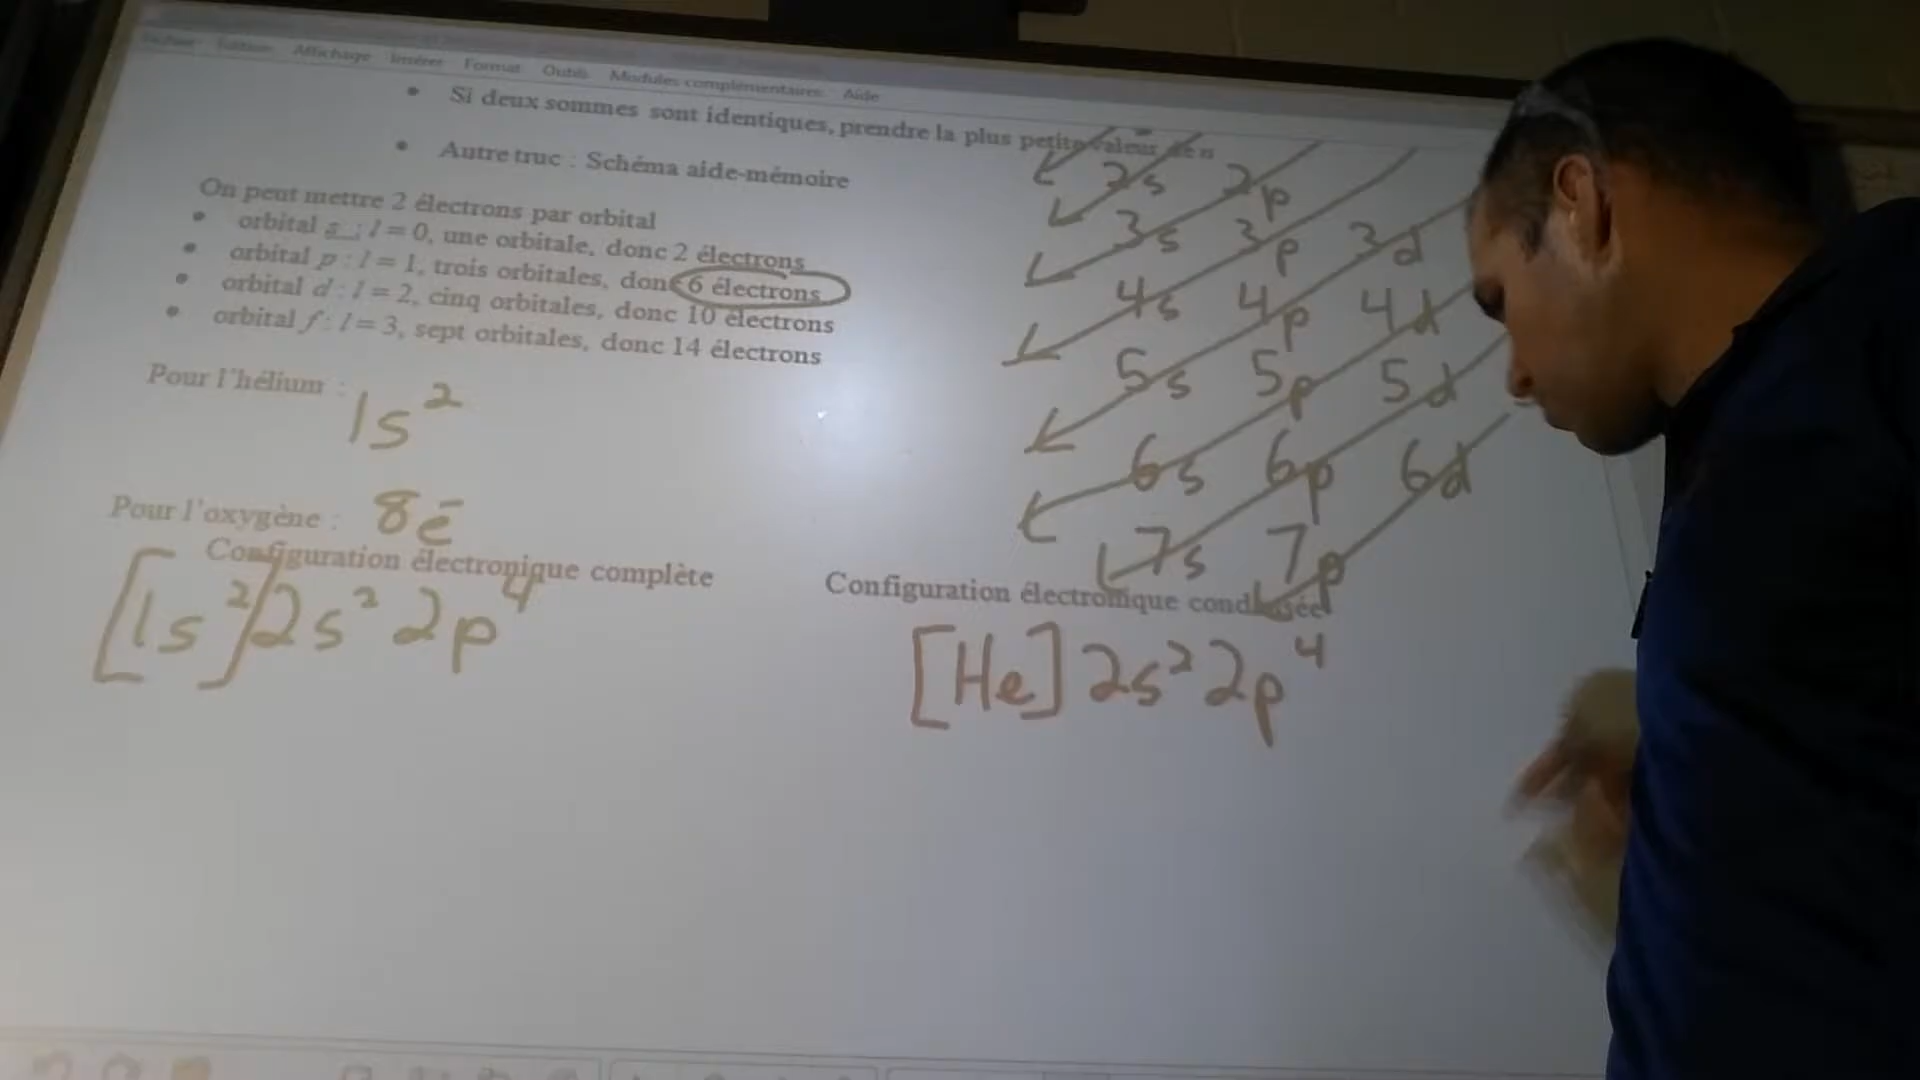 Fichier Édition Affichage Insérer Format Outils Modules complémentaires Aide
Si deux sommes sont identiques, prendre la plus petite valeur de n
Autre truc : Schéma aide-mémoire
On peut mettre 2 électrons par orbital
orbital s : l = 0, une orbitale, donc 2 électrons
orbital p : l = 1, trois orbitales, donc 6 électrons
orbital d : l = 2, cinq orbitales, donc 10 électrons
orbital f : l = 3, sept orbitales, donc 14 électrons
2s 2p
3s 3p 3d
4s 4p 4d
5s 5p 5d
6s 6p 6d
7s 7p
Pour l'hélium : 1s²
Pour l'oxygène : 8ē
Configuration électronique complète
[1s²]2s² 2p⁴
Configuration électronique condensée
[He] 2s² 2p⁴